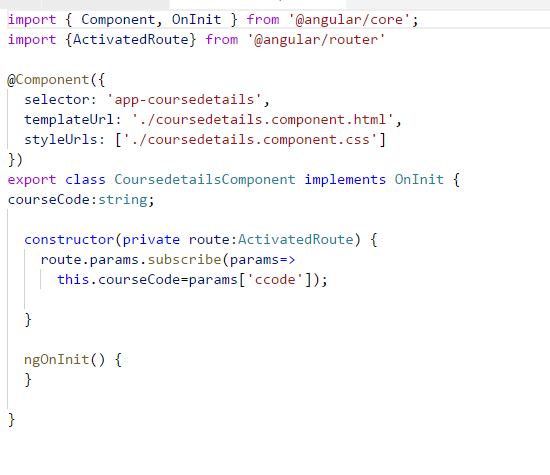 import { Component, OnInit } from '@angular/core';
import {ActivatedRoute} from '@angular/router'
@Component({
  selector: 'app-coursedetails',
  templateUrl: './coursedetails.component.html',
  styleUrls: ['./coursedetails.component.css']
})
export class CoursedetailsComponent implements OnInit {
courseCode:string;
  constructor(private route:ActivatedRoute) {
    route.params.subscribe(params=>
      this.courseCode=params['ccode']);
  }
  ngOnInit() {
  }
}